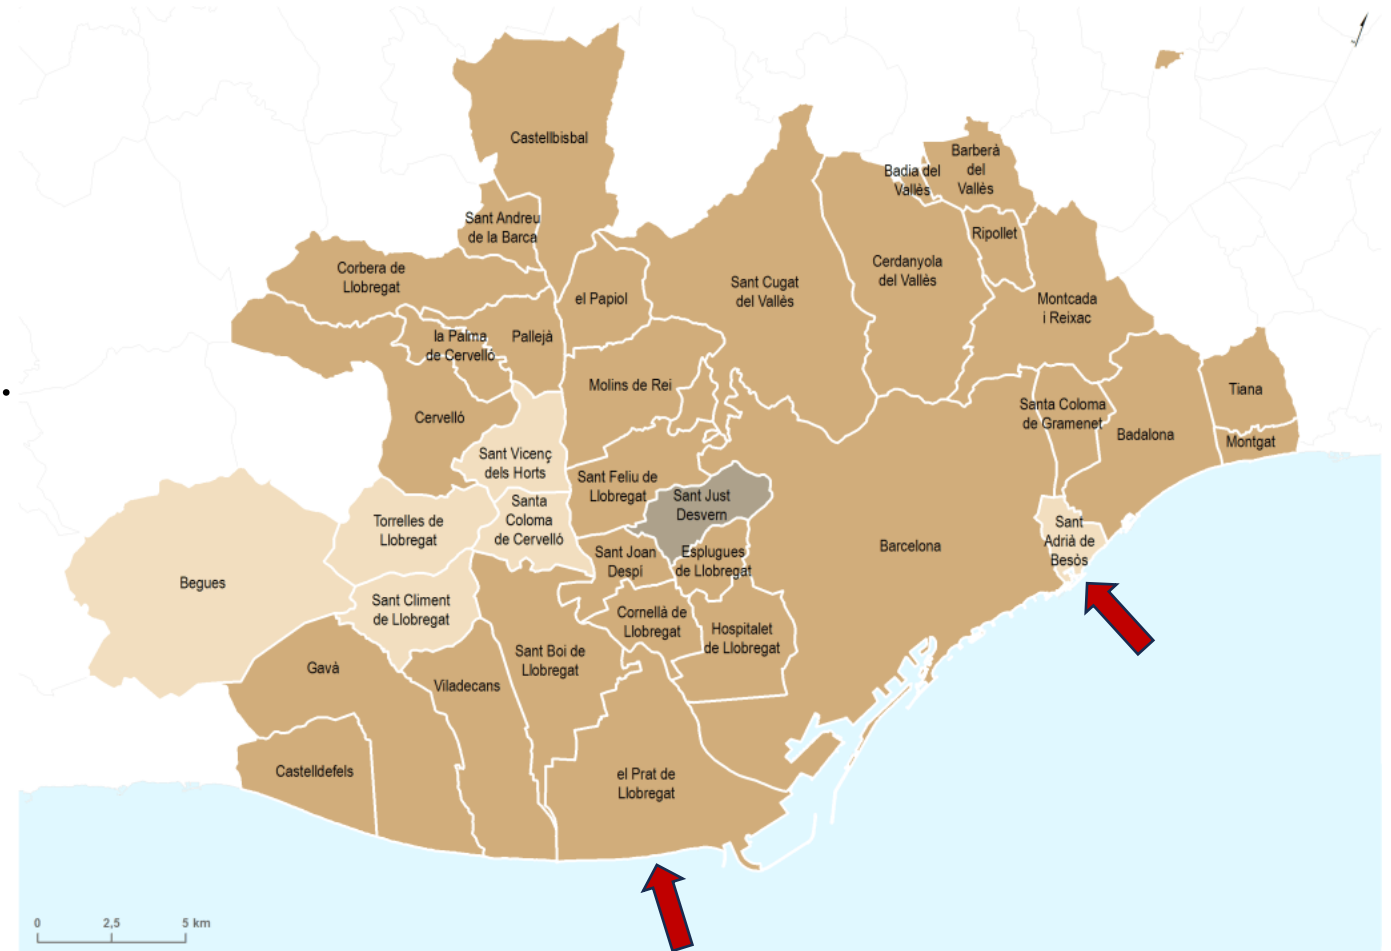 Castellbisbal
Barberà
del
Vallès
Badia del
Vallès
Sant Andreu
de la Barca
Ripollet
Corbera de
Llobregat
Cerdanyola
del Vallès
Sant Cugat
del Vallès
el Papiol
Montcada
i Reixac
la Palma
de Cervelló
Pallejà
Molins de Rei
Tiana
Cervelló
Santa Coloma
de Gramenet
Badalona
Montgat
Sant Vicenç
dels Horts
Sant Feliu de
Llobregat
Sant Just
Desvern
Santa
Coloma
de Cervelló
Torrelles de
Llobregat
Sant
Adrià de
Besòs
Barcelona
Sant Joan
Despi
Esplugues
de Llobregat
Begues
Sant Climent
de Llobregat
Cornellà de
Llobregat
Hospitalet
de Llobregat
Sant Boi de
Llobregat
Gavà
Viladecans
Castelldefels
el Prat de
Llobregat
0 2,5 5 km